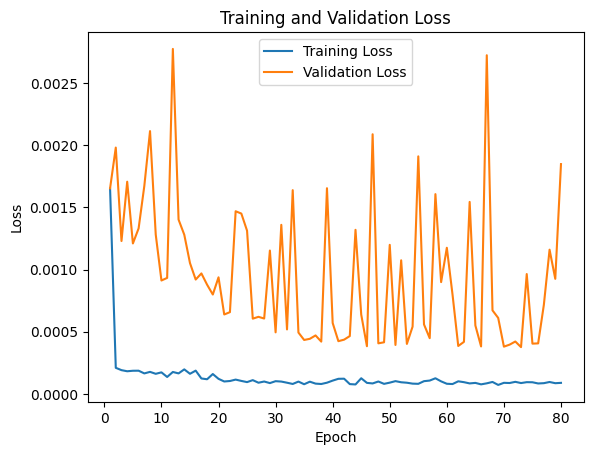 Training and Validation Loss
Training Loss
Validation Loss
Loss
0.0025
0.0020
0.0015
0.0010
0.0005
0.0000
0 10 20 30 40 50 60 70 80
Epoch